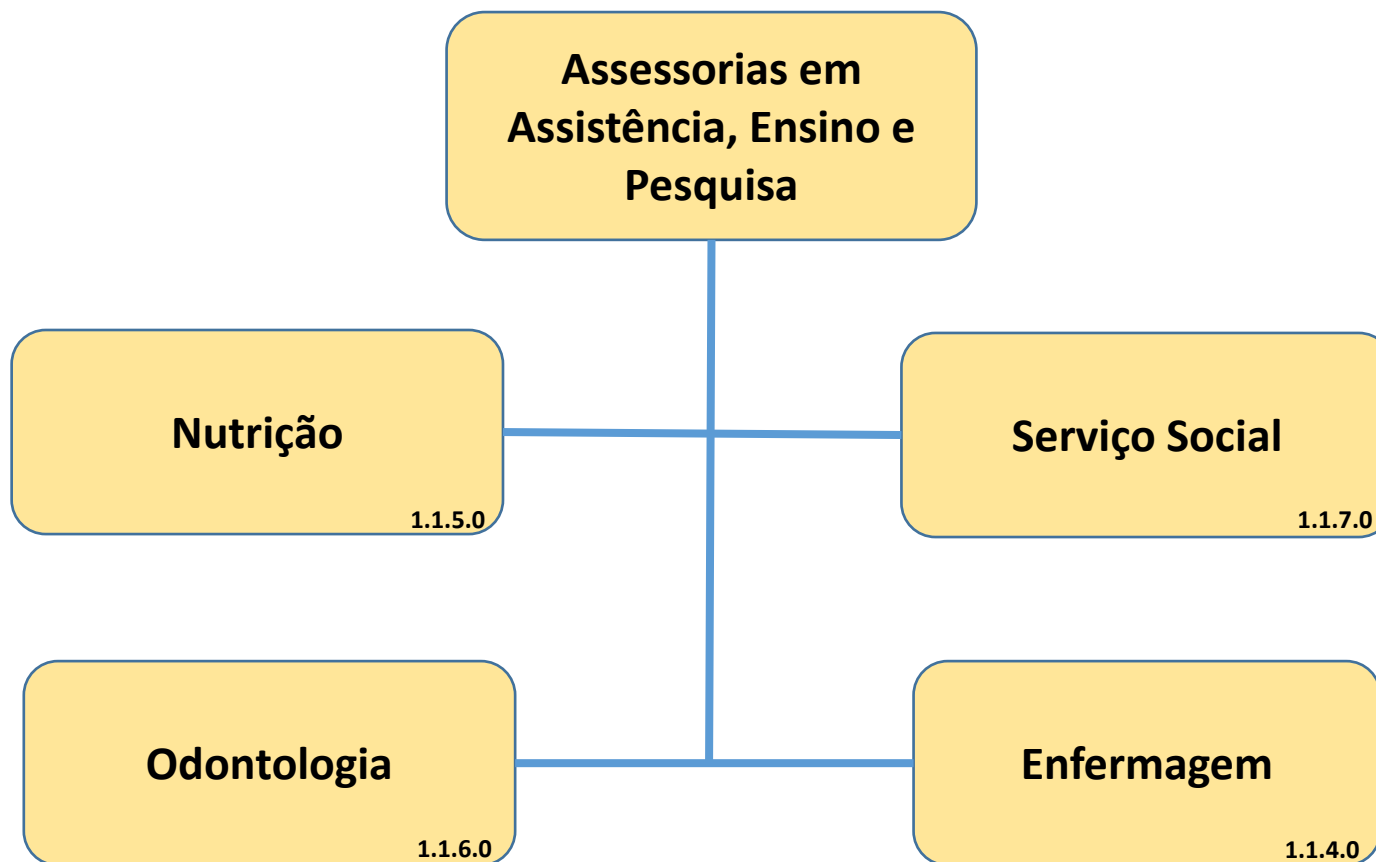 Assessorias em
Assistência, Ensino e
Pesquisa
Nutrição
1.1.5.0
Serviço Social
1.1.7.0
Odontologia
1.1.6.0
Enfermagem
1.1.4.0